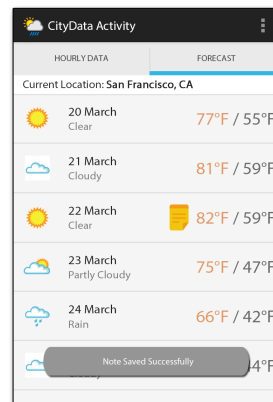 CityData Activity
HOURLY DATA FORECAST
Current Location: San Francisco, CA
20 March
Clear
77°F / 55°F
21 March
Cloudy
81°F / 59°F
22 March
Clear
82°F / 59°F
23 March
Partly Cloudy
75°F / 47°F
24 March
Rain
66°F / 42°F
Note Saved Successfully
4°F